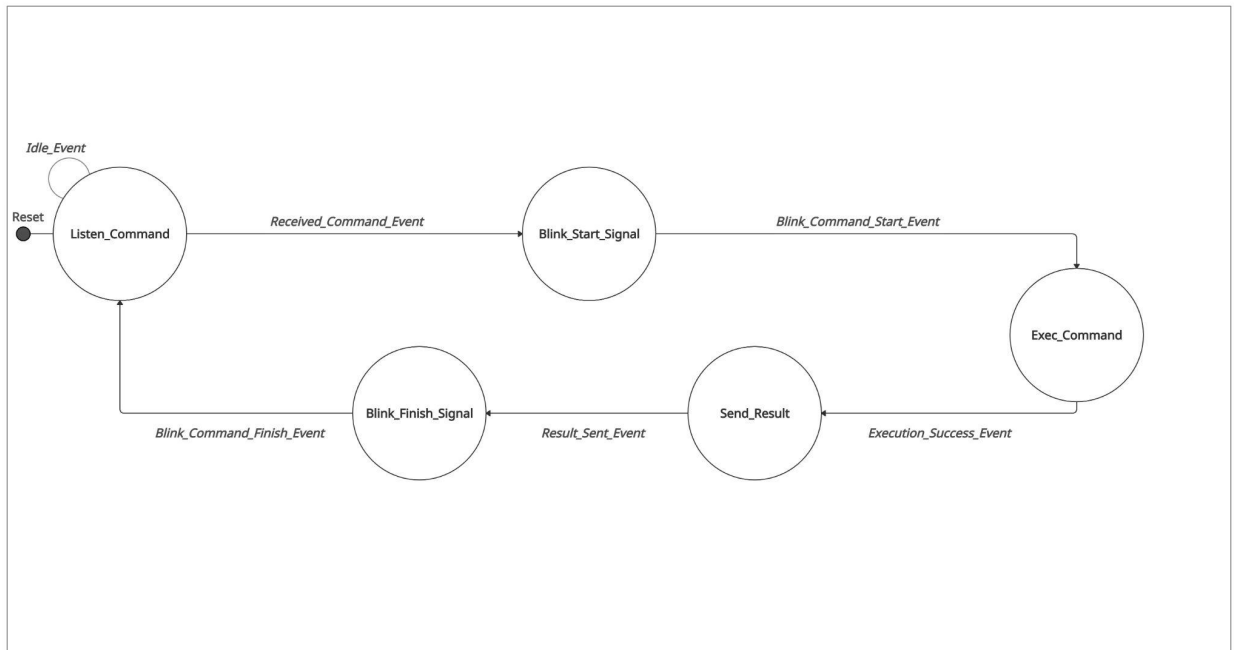 Idle_Event
Reset
Listen_Command
Received_Command_Event
Blink_Start_Signal
Blink_Command_Start_Event
Exec_Command
Blink_Finish_Signal
Send_Result
Blink_Command_Finish_Event
Result_Sent_Event
Execution_Success_Event